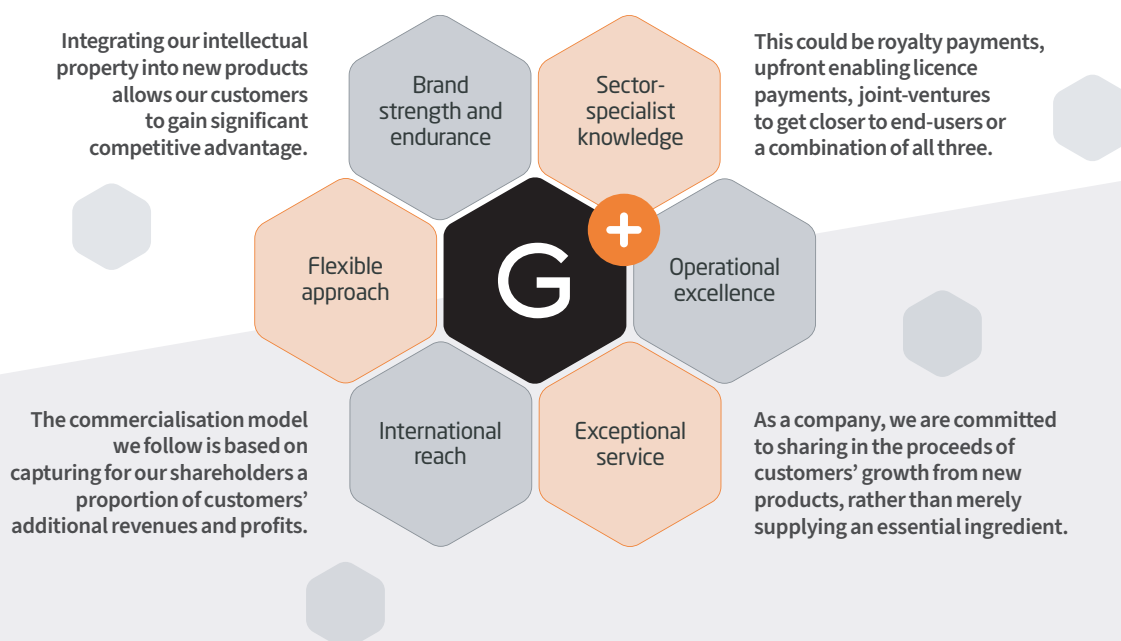 Integrating our intellectual
property into new products
allows our customers
to gain significant
competitive advantage.
Brand
strength and
endurance
Sector-
specialist
knowledge
This could be royalty payments,
upfront enabling licence
payments, joint-ventures
to get closer to end-users or
a combination of all three.
Flexible
approach
G
+
Operational
excellence
The commercialisation model
we follow is based on
capturing for our shareholders a
proportion of customers’
additional revenues and profits.
International
reach
Exceptional
service
As a company, we are committed
to sharing in the proceeds of
customers’ growth from new
products, rather than merely
supplying an essential ingredient.